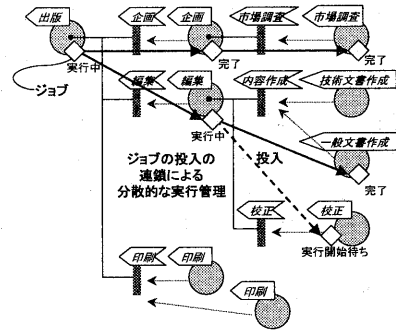 出版
企画
企画
市場調査
市場調査
実行中
完了
完了
ジョブ
編集
編集
内容作成
技術文書作成
実行中
一般文書作成
ジョブの投入の
連鎖による
分散的な実行管理
投入
完了
校正
校正
実行開始待ち
印刷
印刷
印刷